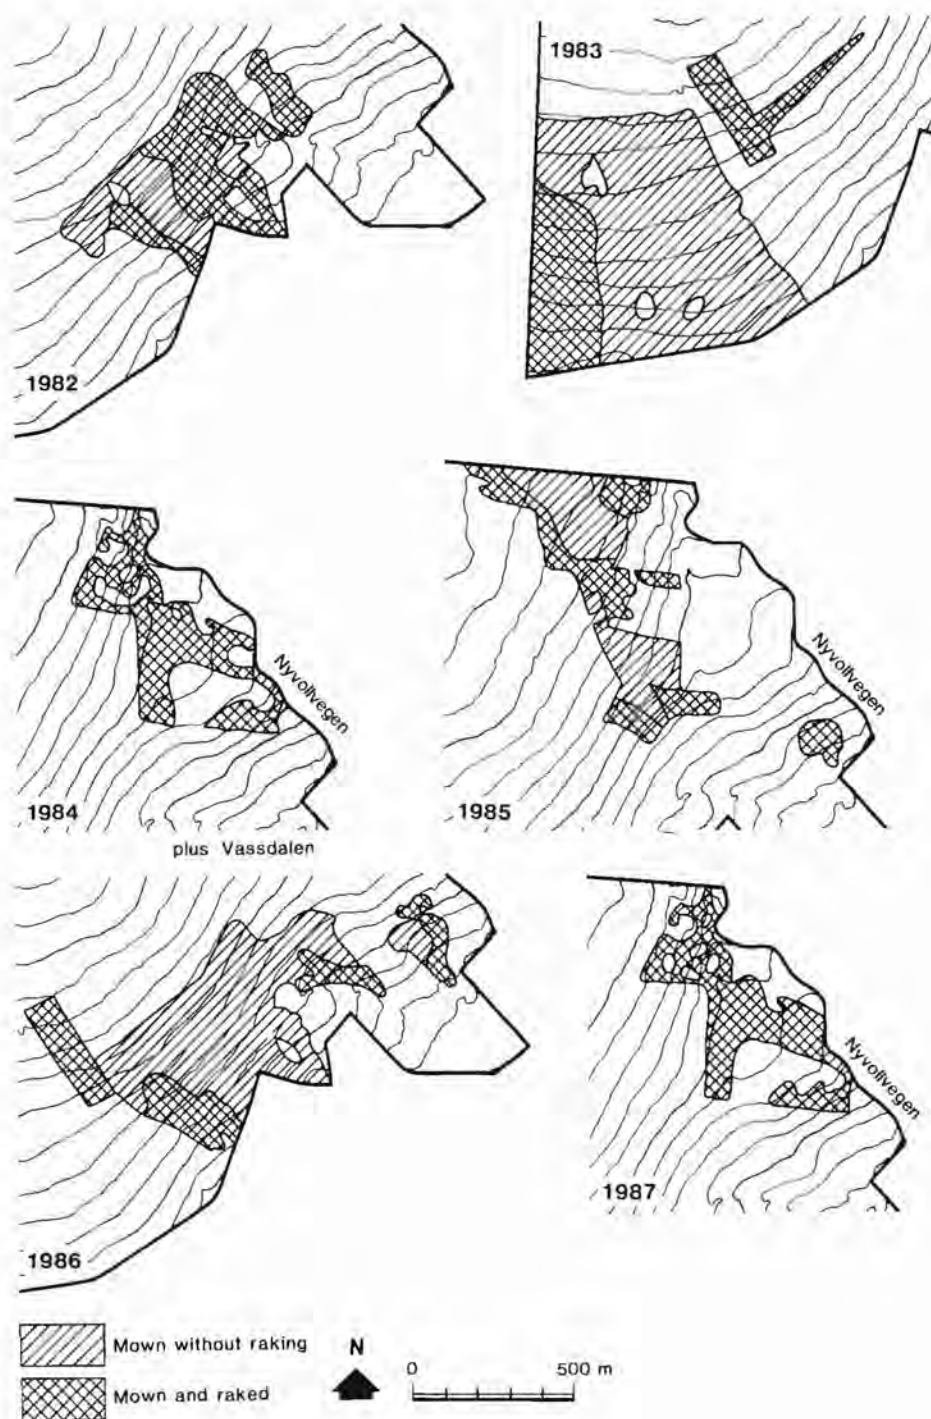 1982
1983
Nyvollvegen
1984
plus Vassdalen
Nyvollvegen
1985
1986
Nyvollvegen
1987
Mown without raking
Mown and raked
N
0 500 m